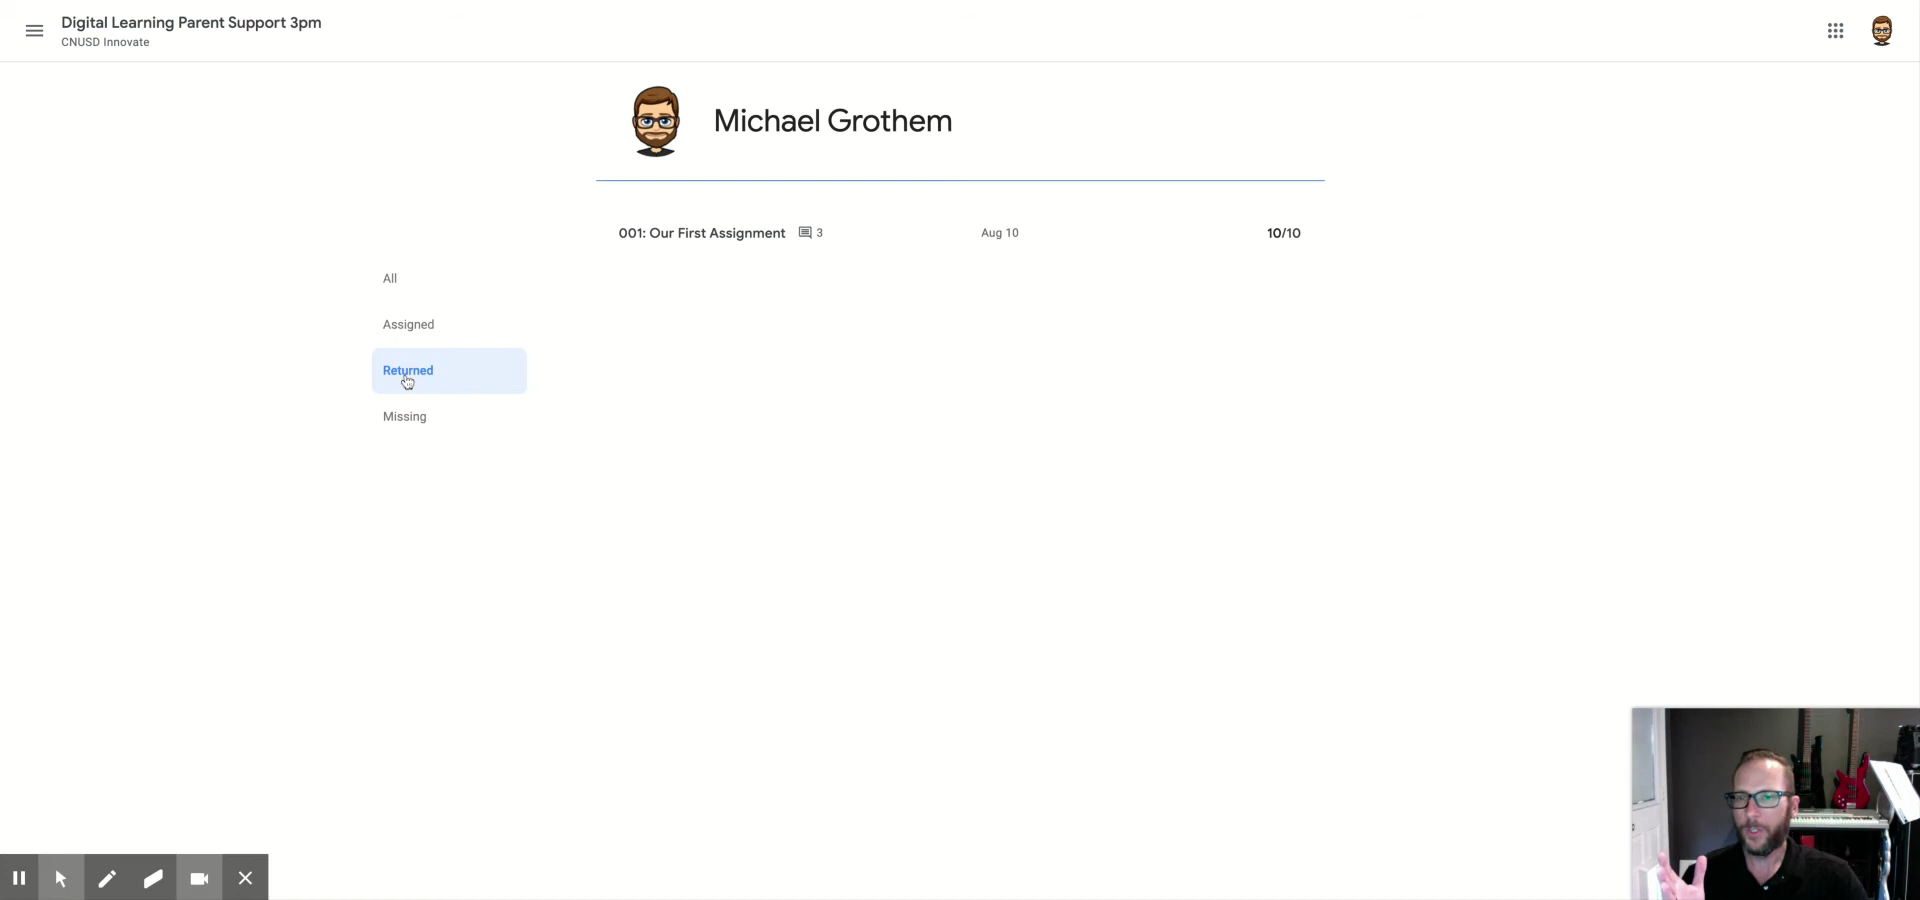 Digital Learning Parent Support 3pm
CNUSD Innovate
Michael Grothem
001: Our First Assignment 3 Aug 10 10/10
All
Assigned
Returned
Missing